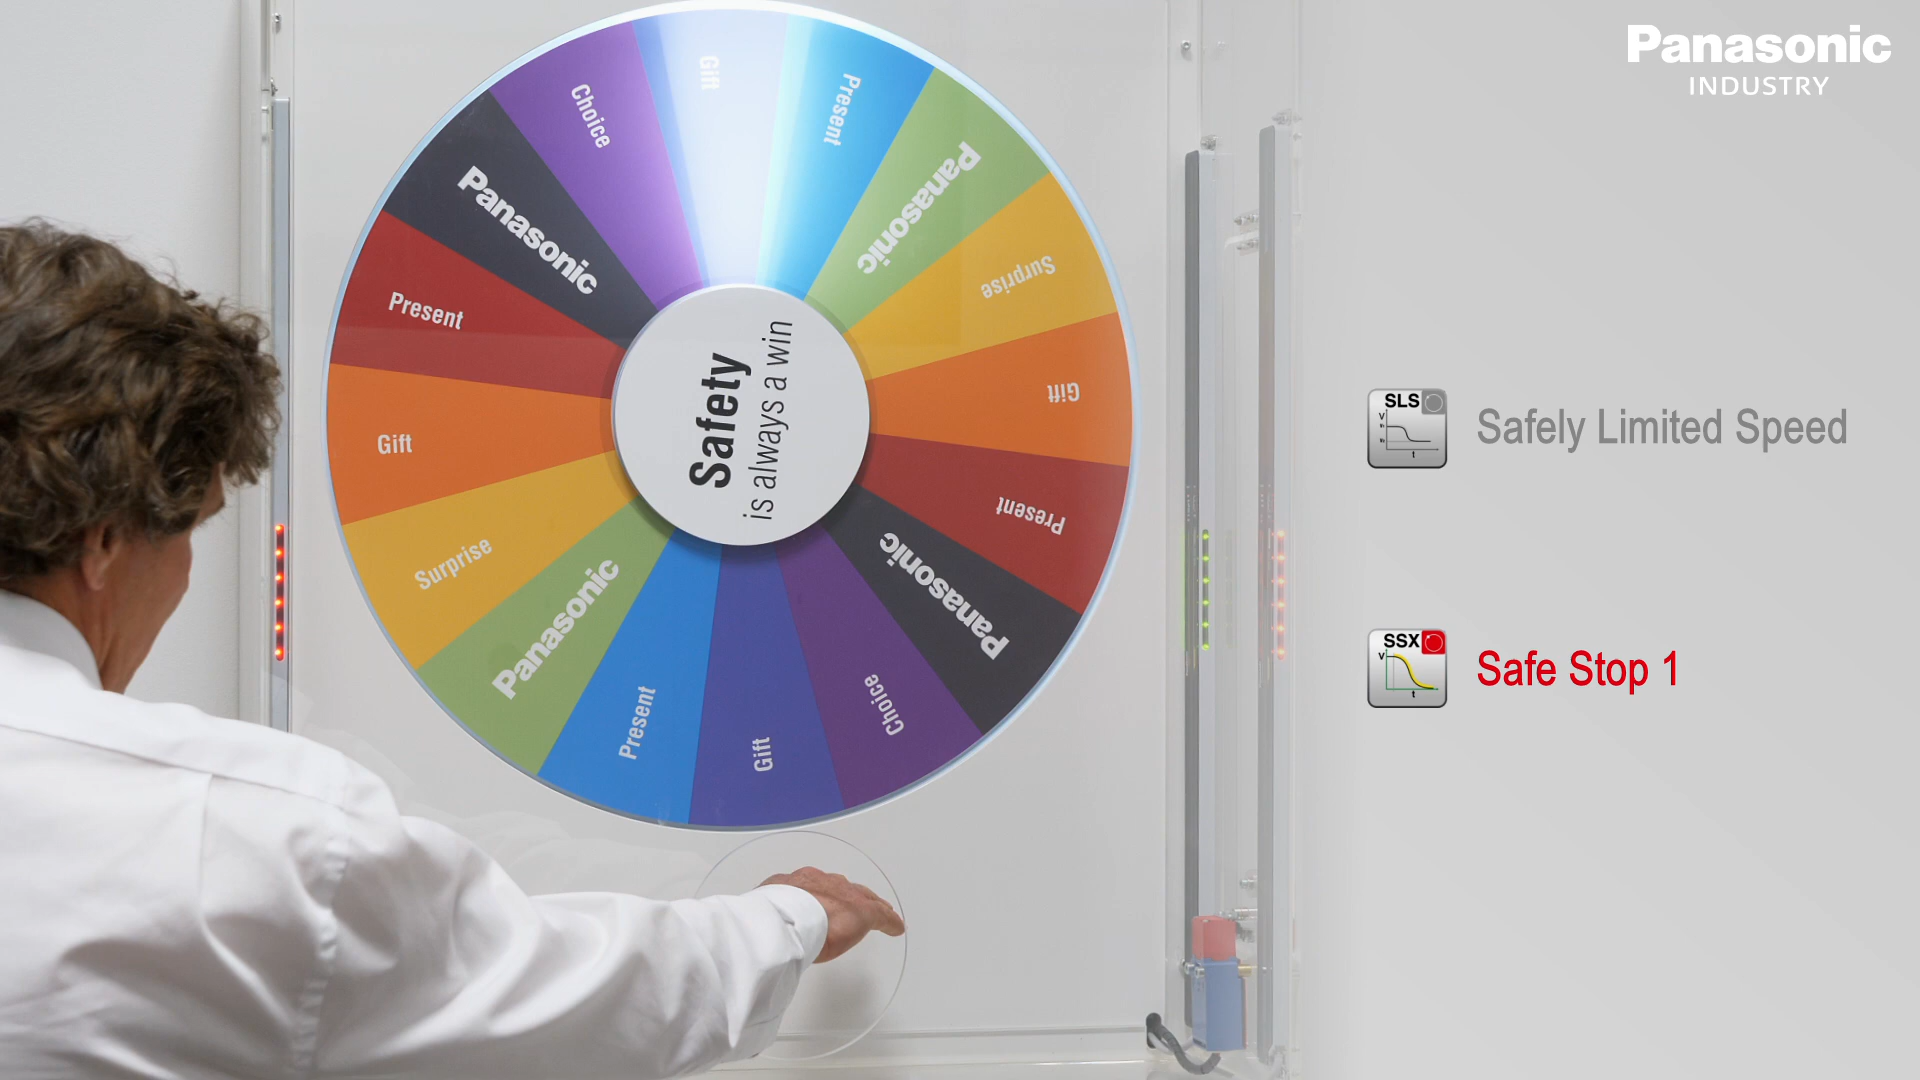 Panasonic
INDUSTRY
Gift
Present
Panasonic
Surprise
Gift
Present
Panasonic
Choice
Gift
Present
Panasonic
Surprise
Gift
Present
Panasonic
Choice
Safety
is always a win
SLS
V
t
Safely Limited Speed
SSX
V
t
Safe Stop 1